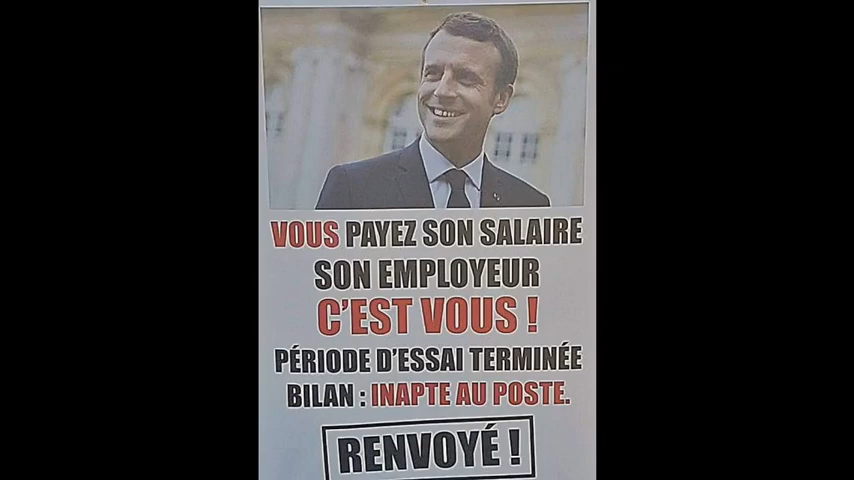 VOUS PAYEZ SON SALAIRE
SON EMPLOYEUR
C'EST VOUS !
PÉRIODE D'ESSAI TERMINÉE
BILAN : INAPTE AU POSTE.
RENVOYÉ !